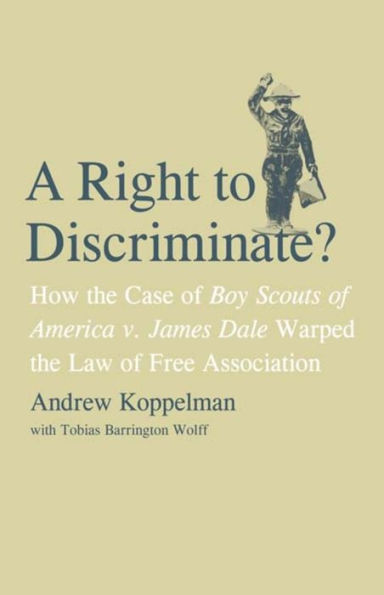 A Right to
Discriminate?
How the Case of Boy Scouts of
America v. James Dale Warped
the Law of Free Association
Andrew Koppelman
with Tobias Barrington Wolff